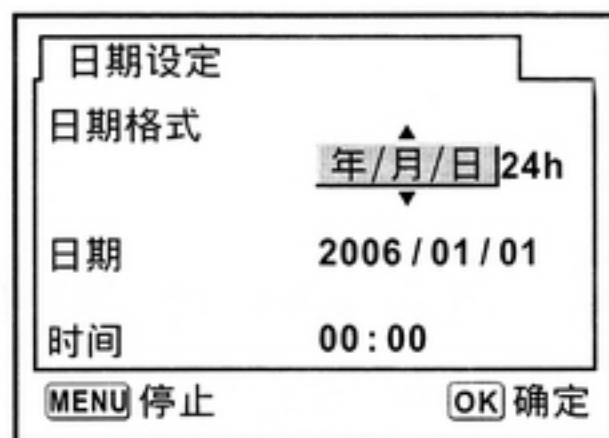 日期设定
日期格式
年/月/日 24h
日期 2006/01/01
时间 00:00
MENU 停止 OK 确定